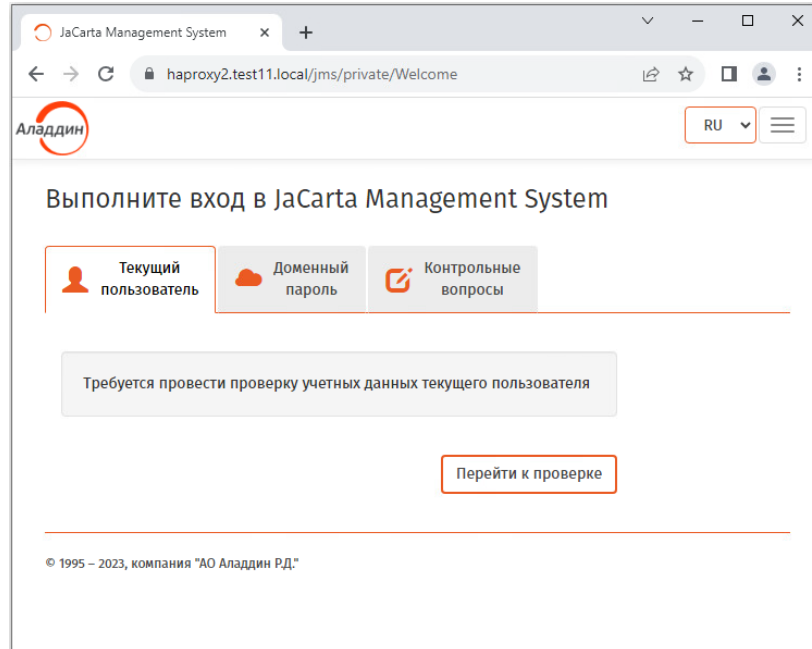 JaCarta Management System
haproxy2.test11.local/jms/private/Welcome
Аладдин
RU
Выполните вход в JaCarta Management System
Текущий
пользователь
Доменный
пароль
Контрольные
вопросы
Требуется провести проверку учетных данных текущего пользователя
Перейти к проверке
© 1995 – 2023, компания "АО Аладдин Р.Д."